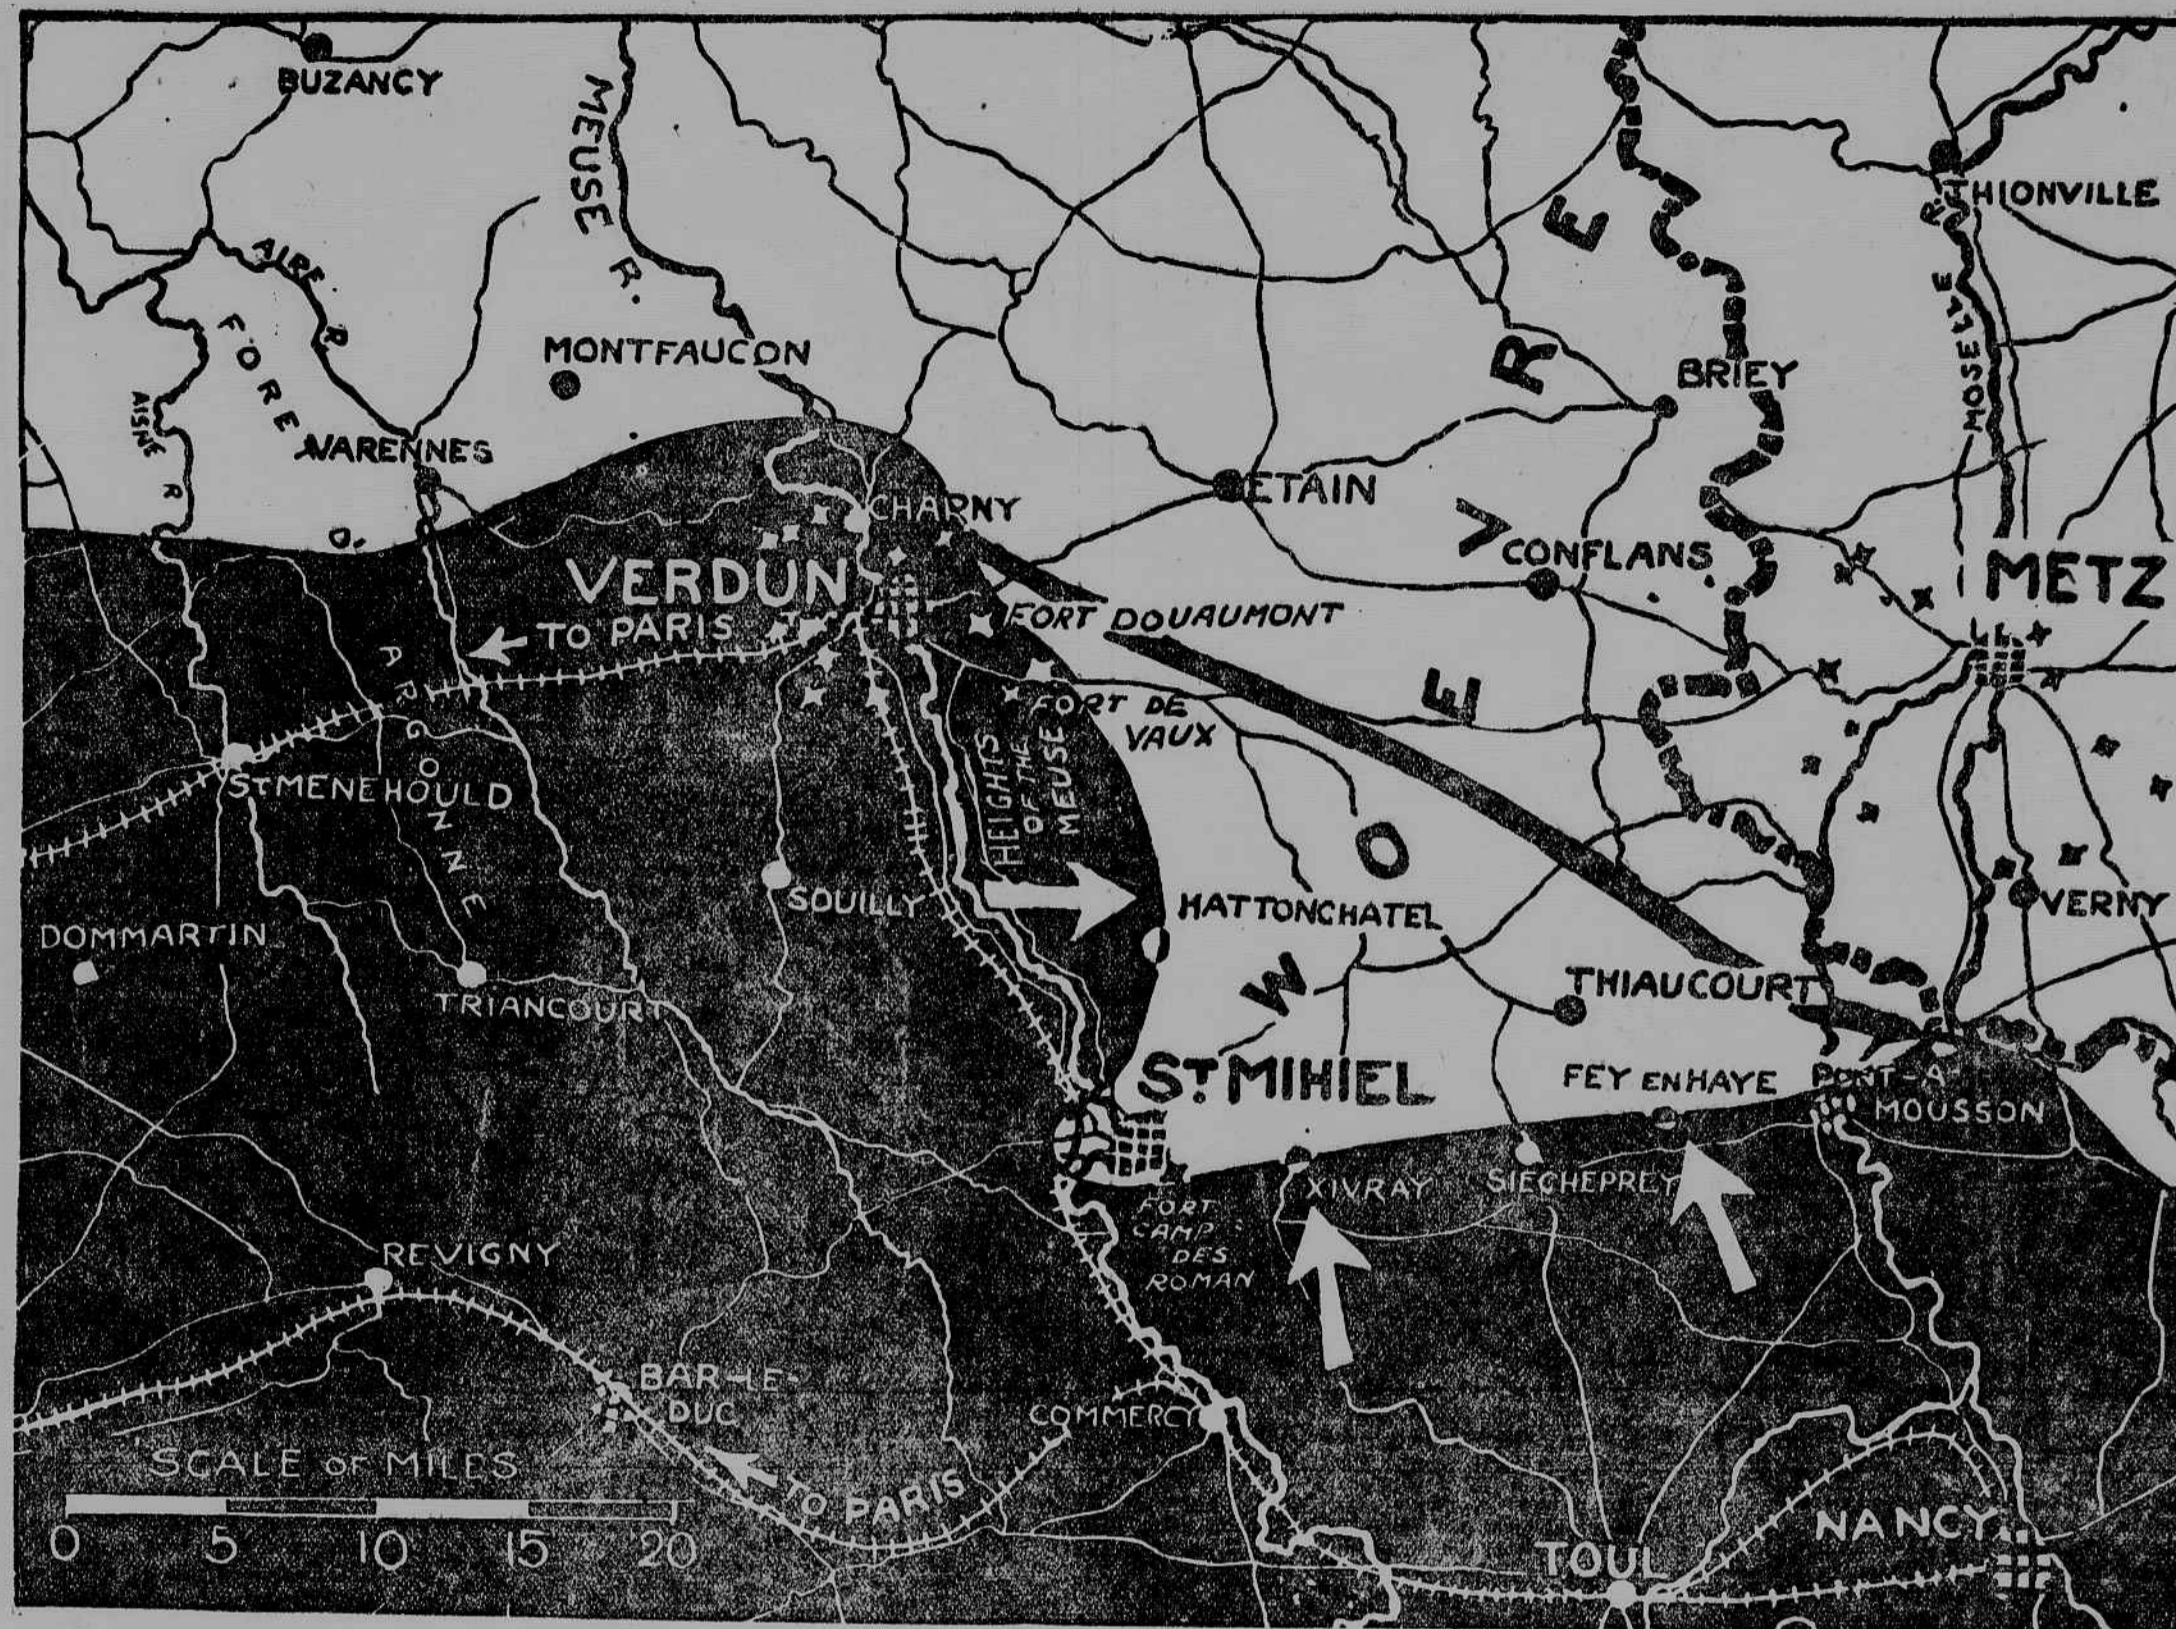 BUZANCY
MEUSE R.
THIONVILLE
MOSELLE R.
AIRE R.
FORE
MONTFAUCON
AISNE R
VARENNES
BRIEY
CHARNY
ETAIN
CONFLANS
METZ
VERDUN
TO PARIS
FORT DOUAUMONT
FORT DE
VAUX
HEIGHTS
OF THE
MEUSE
ARGONNE
ST MENEHOULD
SOUILLY
HATTONCHATEL
VERNY
WOEVRE
DOMMARTIN
TRIANCOURT
THIAUCOURT
ST. MIHIEL
FEY EN HAYE
PONT-A
MOUSSON
XIVRAY
SIECHEPREY
FORT
CAMP
DES
ROMAN
REVIGNY
BAR-LE-
DUC
COMMERCY
TO PARIS
SCALE OF MILES
0 5 10 15 20
TOUL
NANCY